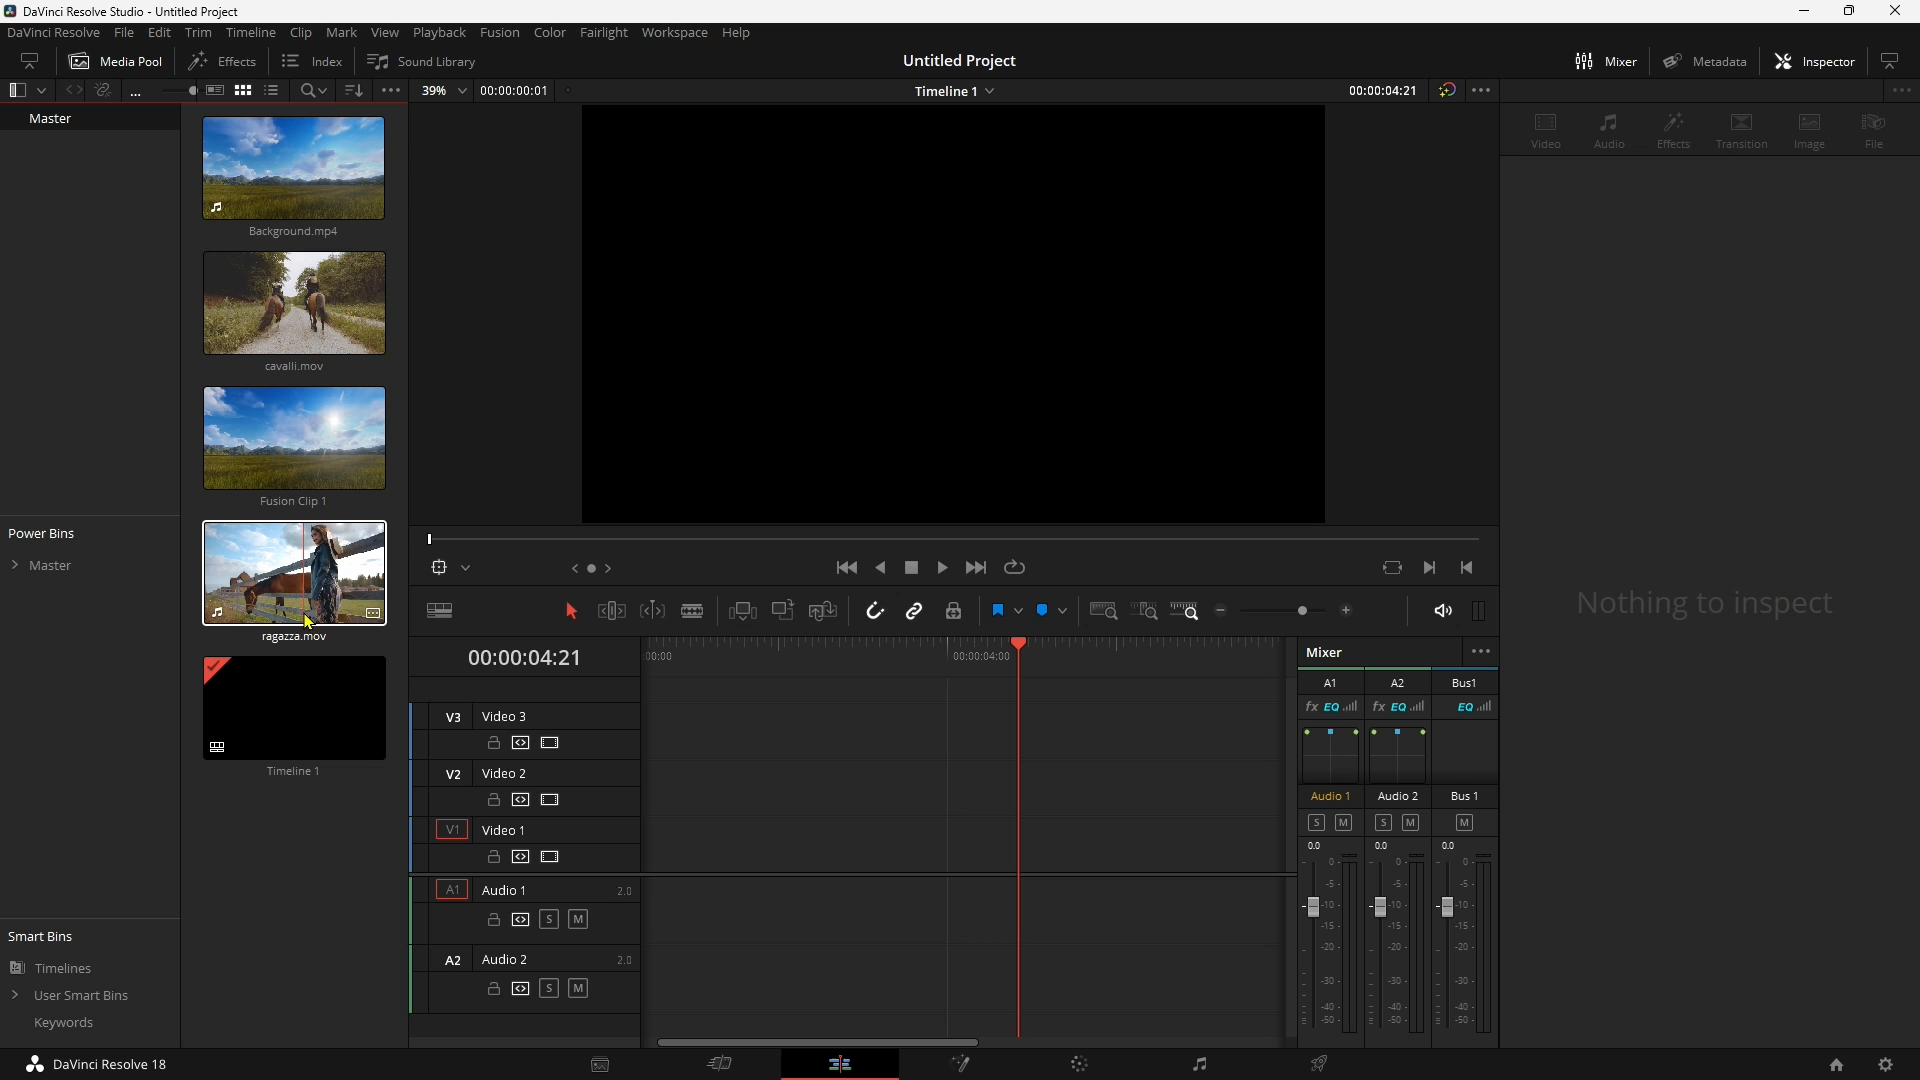 DaVinci Resolve Studio - Untitled Project
DaVinci Resolve File Edit Trim Timeline Clip Mark View Playback Fusion Color Fairlight Workspace Help
Media Pool Effects Index Sound Library Untitled Project Mixer Metadata Inspector
... 39% 00:00:00:01 Timeline 1 00:00:04:21
Master
Video Audio Effects Transition Image File
Background.mp4
cavalli.mov
Fusion Clip 1
Power Bins
Master
ragazza.mov
Timeline 1
Smart Bins
Timelines
User Smart Bins
Keywords
Nothing to inspect
00:00:04:21
:00:00 00:00:04:00
V3 Video 3
V2 Video 2
V1 Video 1
A1 Audio 1 2.0
S M
A2 Audio 2 2.0
S M
Mixer
A1 A2 Bus1
fx EQ fx EQ EQ
Audio 1 Audio 2 Bus 1
S M S M M
0.0 0.0 0.0
0- 0- 0-
-5- -5- -5-
-10- -10- -10-
-15- -15- -15-
-20- -20- -20-
-30- -30- -30-
-40- -40- -40-
-50- -50- -50-
DaVinci Resolve 18